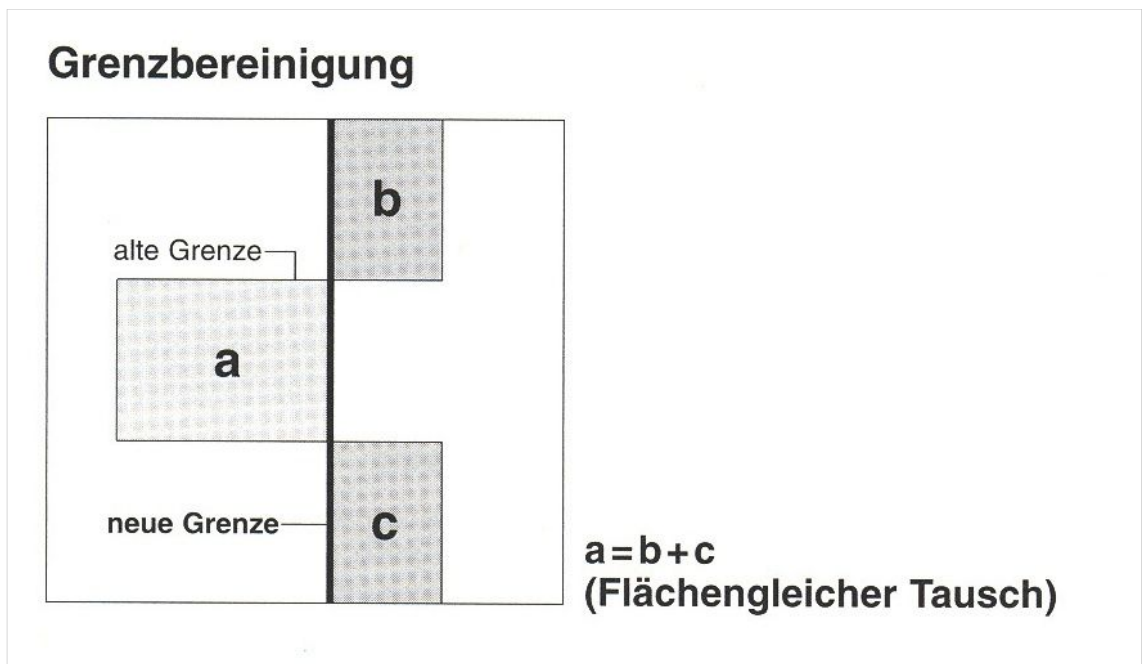 Grenzbereinigung
b
alte Grenze
a
neue Grenze
c
a=b+c
(Flächengleicher Tausch)